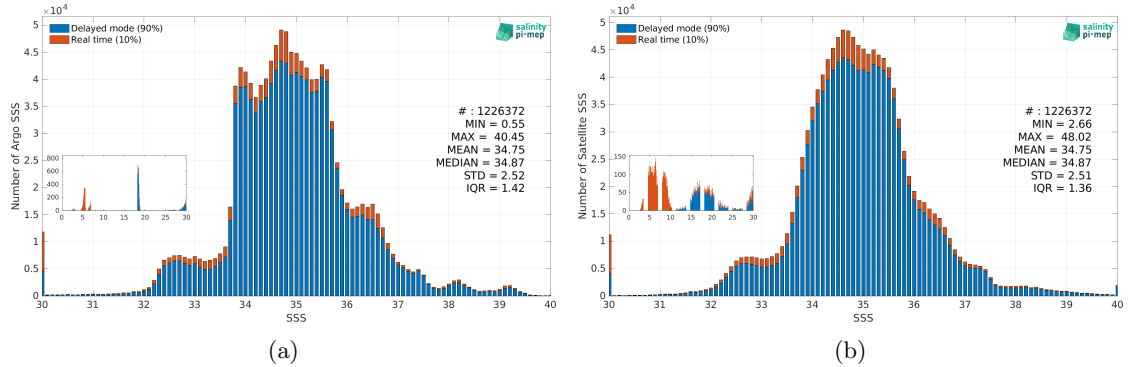 ×10⁴
Delayed mode (90%)
Real time (10%)
salinity
pi-mep
Number of Argo SSS
5
4.5
4
3.5
3
2.5
2
1.5
1
0.5
0
# : 1226372
MIN = 0.55
MAX = 40.45
MEAN = 34.75
MEDIAN = 34.87
STD = 2.52
IQR = 1.42
800
600
400
200
0
0 5 10 15 20 25 30
30 31 32 33 34 35 36 37 38 39 40
SSS
(a)
×10⁴
Delayed mode (90%)
Real time (10%)
salinity
pi-mep
Number of Satellite SSS
5
4.5
4
3.5
3
2.5
2
1.5
1
0.5
0
# : 1226372
MIN = 2.66
MAX = 48.02
MEAN = 34.75
MEDIAN = 34.87
STD = 2.51
IQR = 1.36
150
100
50
0
0 5 10 15 20 25 30
30 31 32 33 34 35 36 37 38 39 40
SSS
(b)